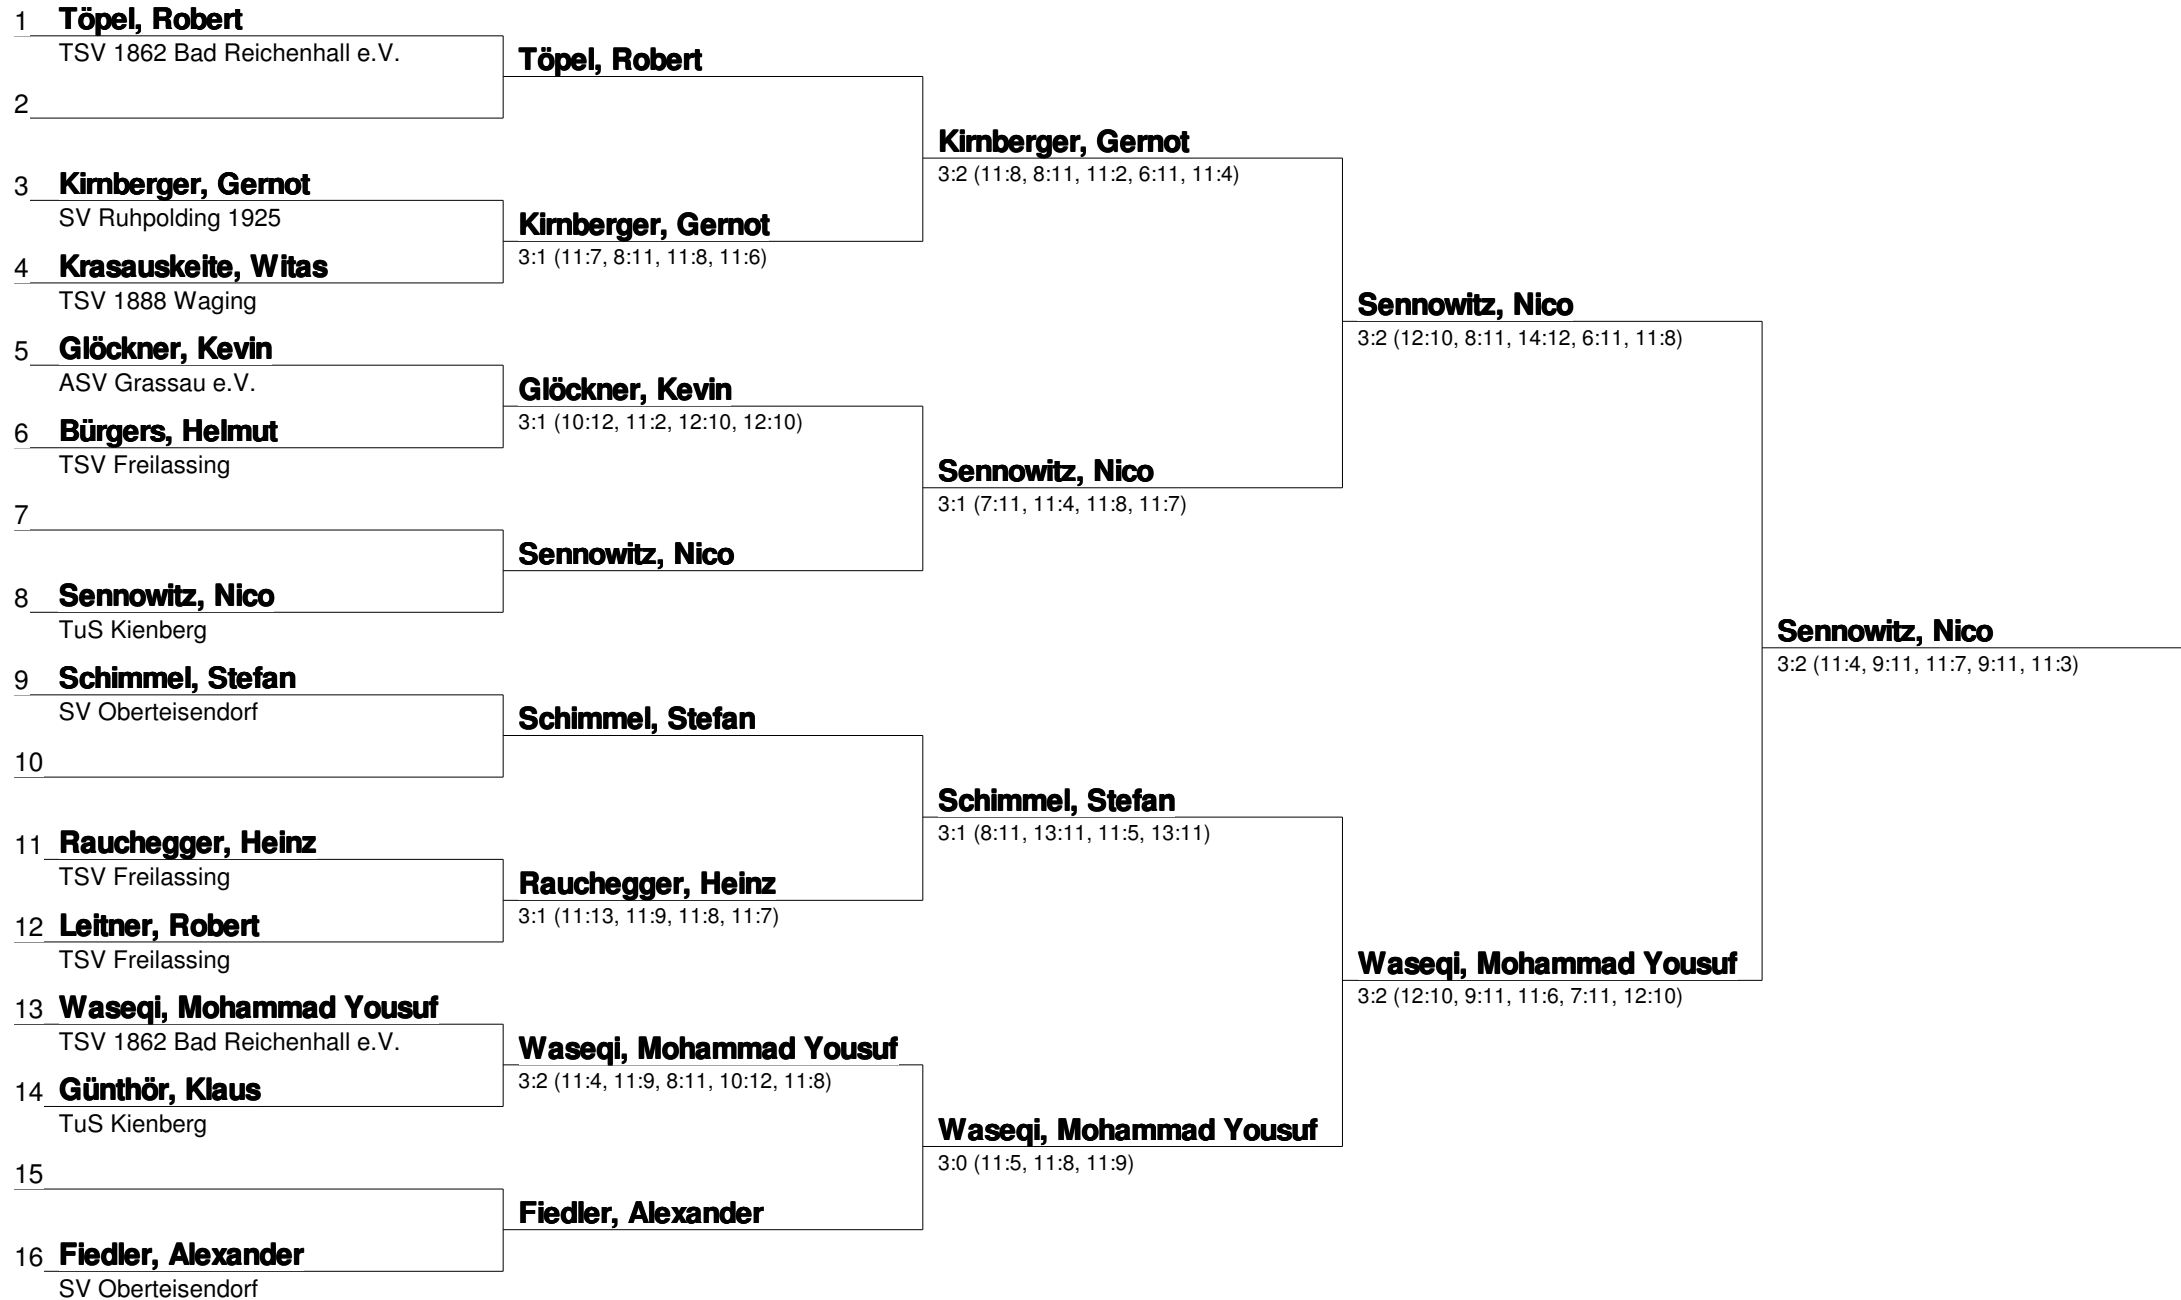 1 Töpel, Robert
TSV 1862 Bad Reichenhall e.V.
2
3 Kirnberger, Gernot
SV Ruhpolding 1925
4 Krasauskeite, Witas
TSV 1888 Waging
5 Glöckner, Kevin
ASV Grassau e.V.
6 Bürgers, Helmut
TSV Freilassing
7
8 Sennowitz, Nico
TuS Kienberg
9 Schimmel, Stefan
SV Oberteisendorf
10
11 Rauchegger, Heinz
TSV Freilassing
12 Leitner, Robert
TSV Freilassing
13 Waseqi, Mohammad Yousuf
TSV 1862 Bad Reichenhall e.V.
14 Günthör, Klaus
TuS Kienberg
15
16 Fiedler, Alexander
SV Oberteisendorf
Töpel, Robert
Kirnberger, Gernot
3:1 (11:7, 8:11, 11:8, 11:6)
Glöckner, Kevin
3:1 (10:12, 11:2, 12:10, 12:10)
Sennowitz, Nico
Schimmel, Stefan
Rauchegger, Heinz
3:1 (11:13, 11:9, 11:8, 11:7)
Waseqi, Mohammad Yousuf
3:2 (11:4, 11:9, 8:11, 10:12, 11:8)
Fiedler, Alexander
Kirnberger, Gernot
3:2 (11:8, 8:11, 11:2, 6:11, 11:4)
Sennowitz, Nico
3:1 (7:11, 11:4, 11:8, 11:7)
Schimmel, Stefan
3:1 (8:11, 13:11, 11:5, 13:11)
Waseqi, Mohammad Yousuf
3:0 (11:5, 11:8, 11:9)
Sennowitz, Nico
3:2 (12:10, 8:11, 14:12, 6:11, 11:8)
Waseqi, Mohammad Yousuf
3:2 (12:10, 9:11, 11:6, 7:11, 12:10)
Sennowitz, Nico
3:2 (11:4, 9:11, 11:7, 9:11, 11:3)